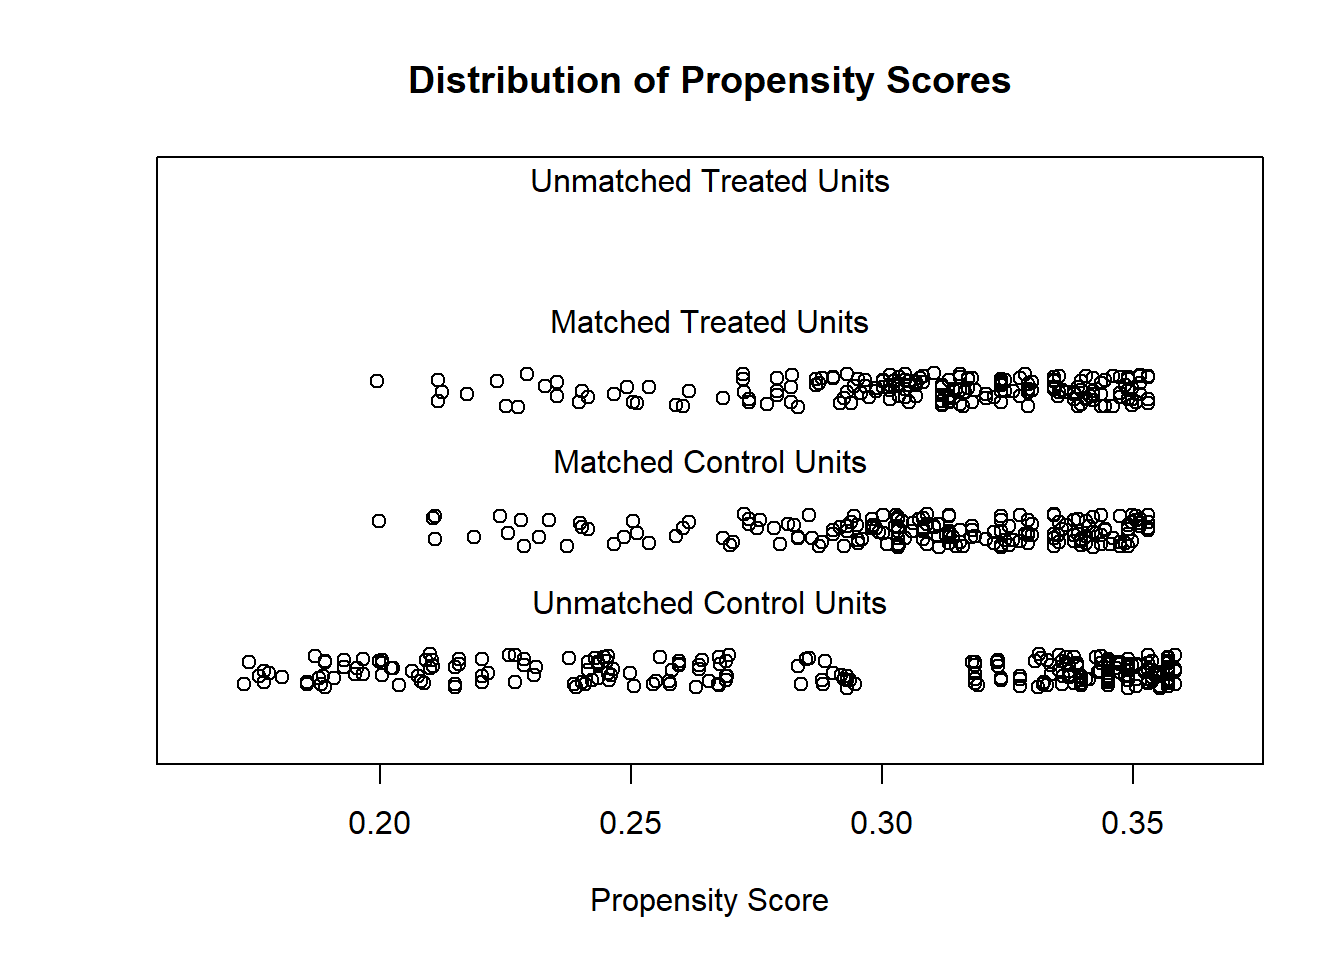 Distribution of Propensity Scores
Unmatched Treated Units
Matched Treated Units
Matched Control Units
Unmatched Control Units
0.20 0.25 0.30 0.35
Propensity Score